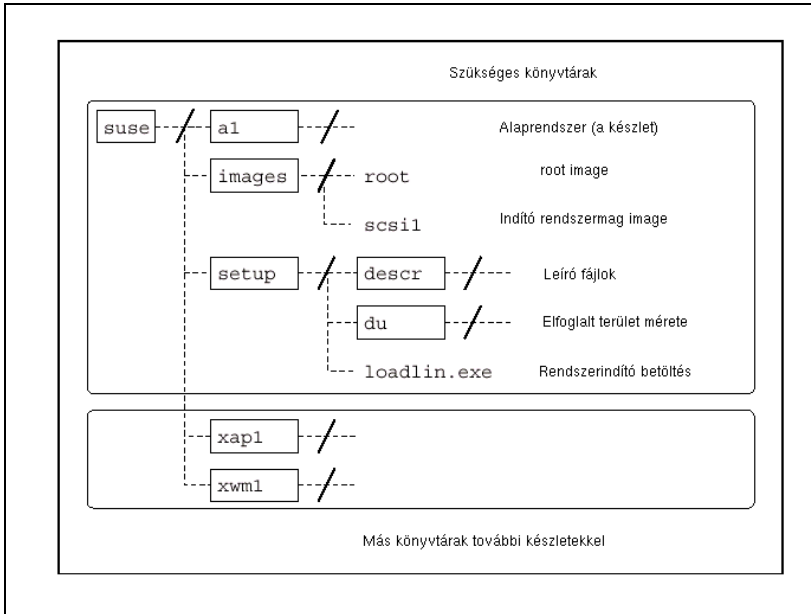 Szükséges könyvtárak
suse a1 Alaprendszer (a készlet)
images root root image
scsi1 Indító rendszermag image
setup descr Leíró fájlok
du Elfoglalt terület mérete
loadlin.exe Rendszerindító betöltés
xap1
xwm1
Más könyvtárak további készletekkel